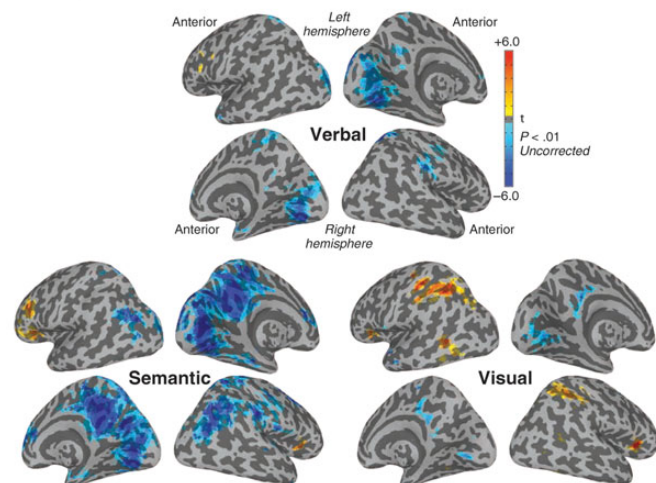 Anterior
Left
hemisphere
Anterior
+6.0
t
P < .01
Uncorrected
−6.0
Verbal
Anterior
Right
hemisphere
Anterior
Semantic
Visual